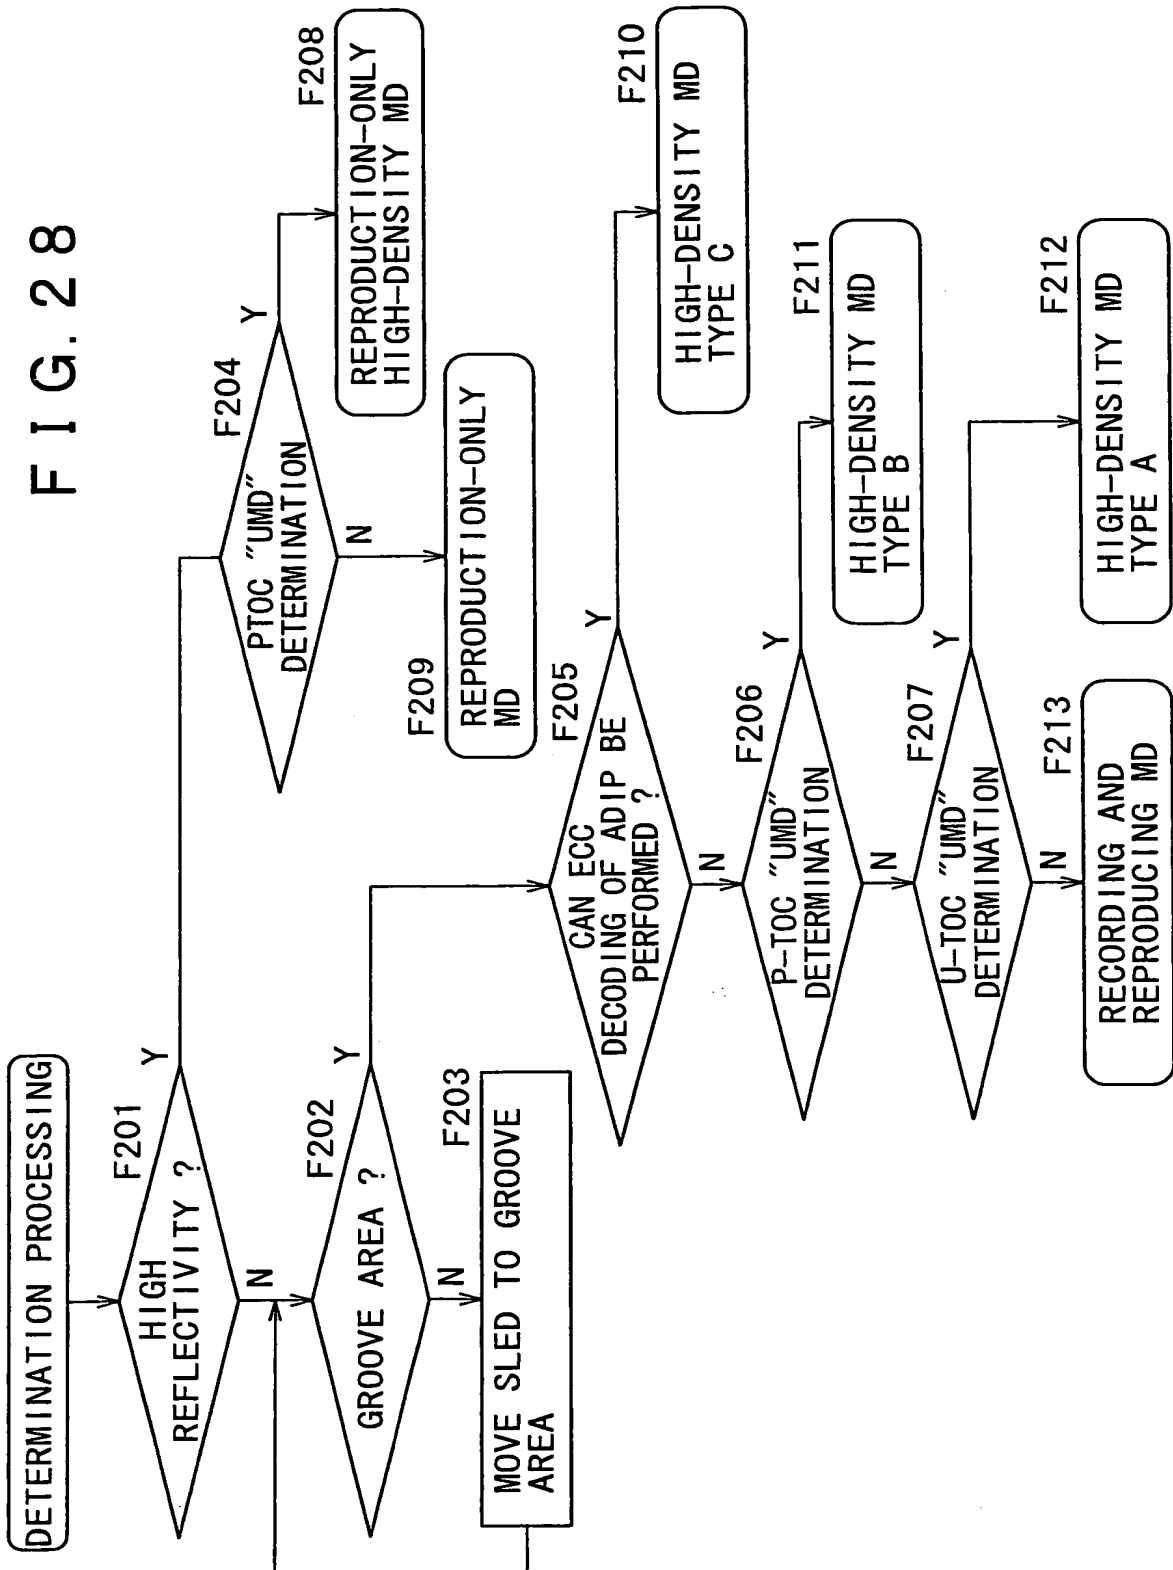 FIG. 28
DETERMINATION PROCESSING
F201
HIGH
REFLECTIVITY ?
Y
N
F202
GROOVE AREA ?
Y
N
F203
MOVE SLED TO GROOVE
AREA
F204
PTOC "UMD"
DETERMINATION
Y
N
F208
REPRODUCTION-ONLY
HIGH-DENSITY MD
F209
REPRODUCTION-ONLY
MD
F205
CAN ECC
DECODING OF ADIP BE
PERFORMED ?
Y
N
F210
HIGH-DENSITY MD
TYPE C
F206
P-TOC "UMD"
DETERMINATION
Y
N
F211
HIGH-DENSITY MD
TYPE B
F207
U-TOC "UMD"
DETERMINATION
Y
N
F212
HIGH-DENSITY MD
TYPE A
F213
RECORDING AND
REPRODUCING MD